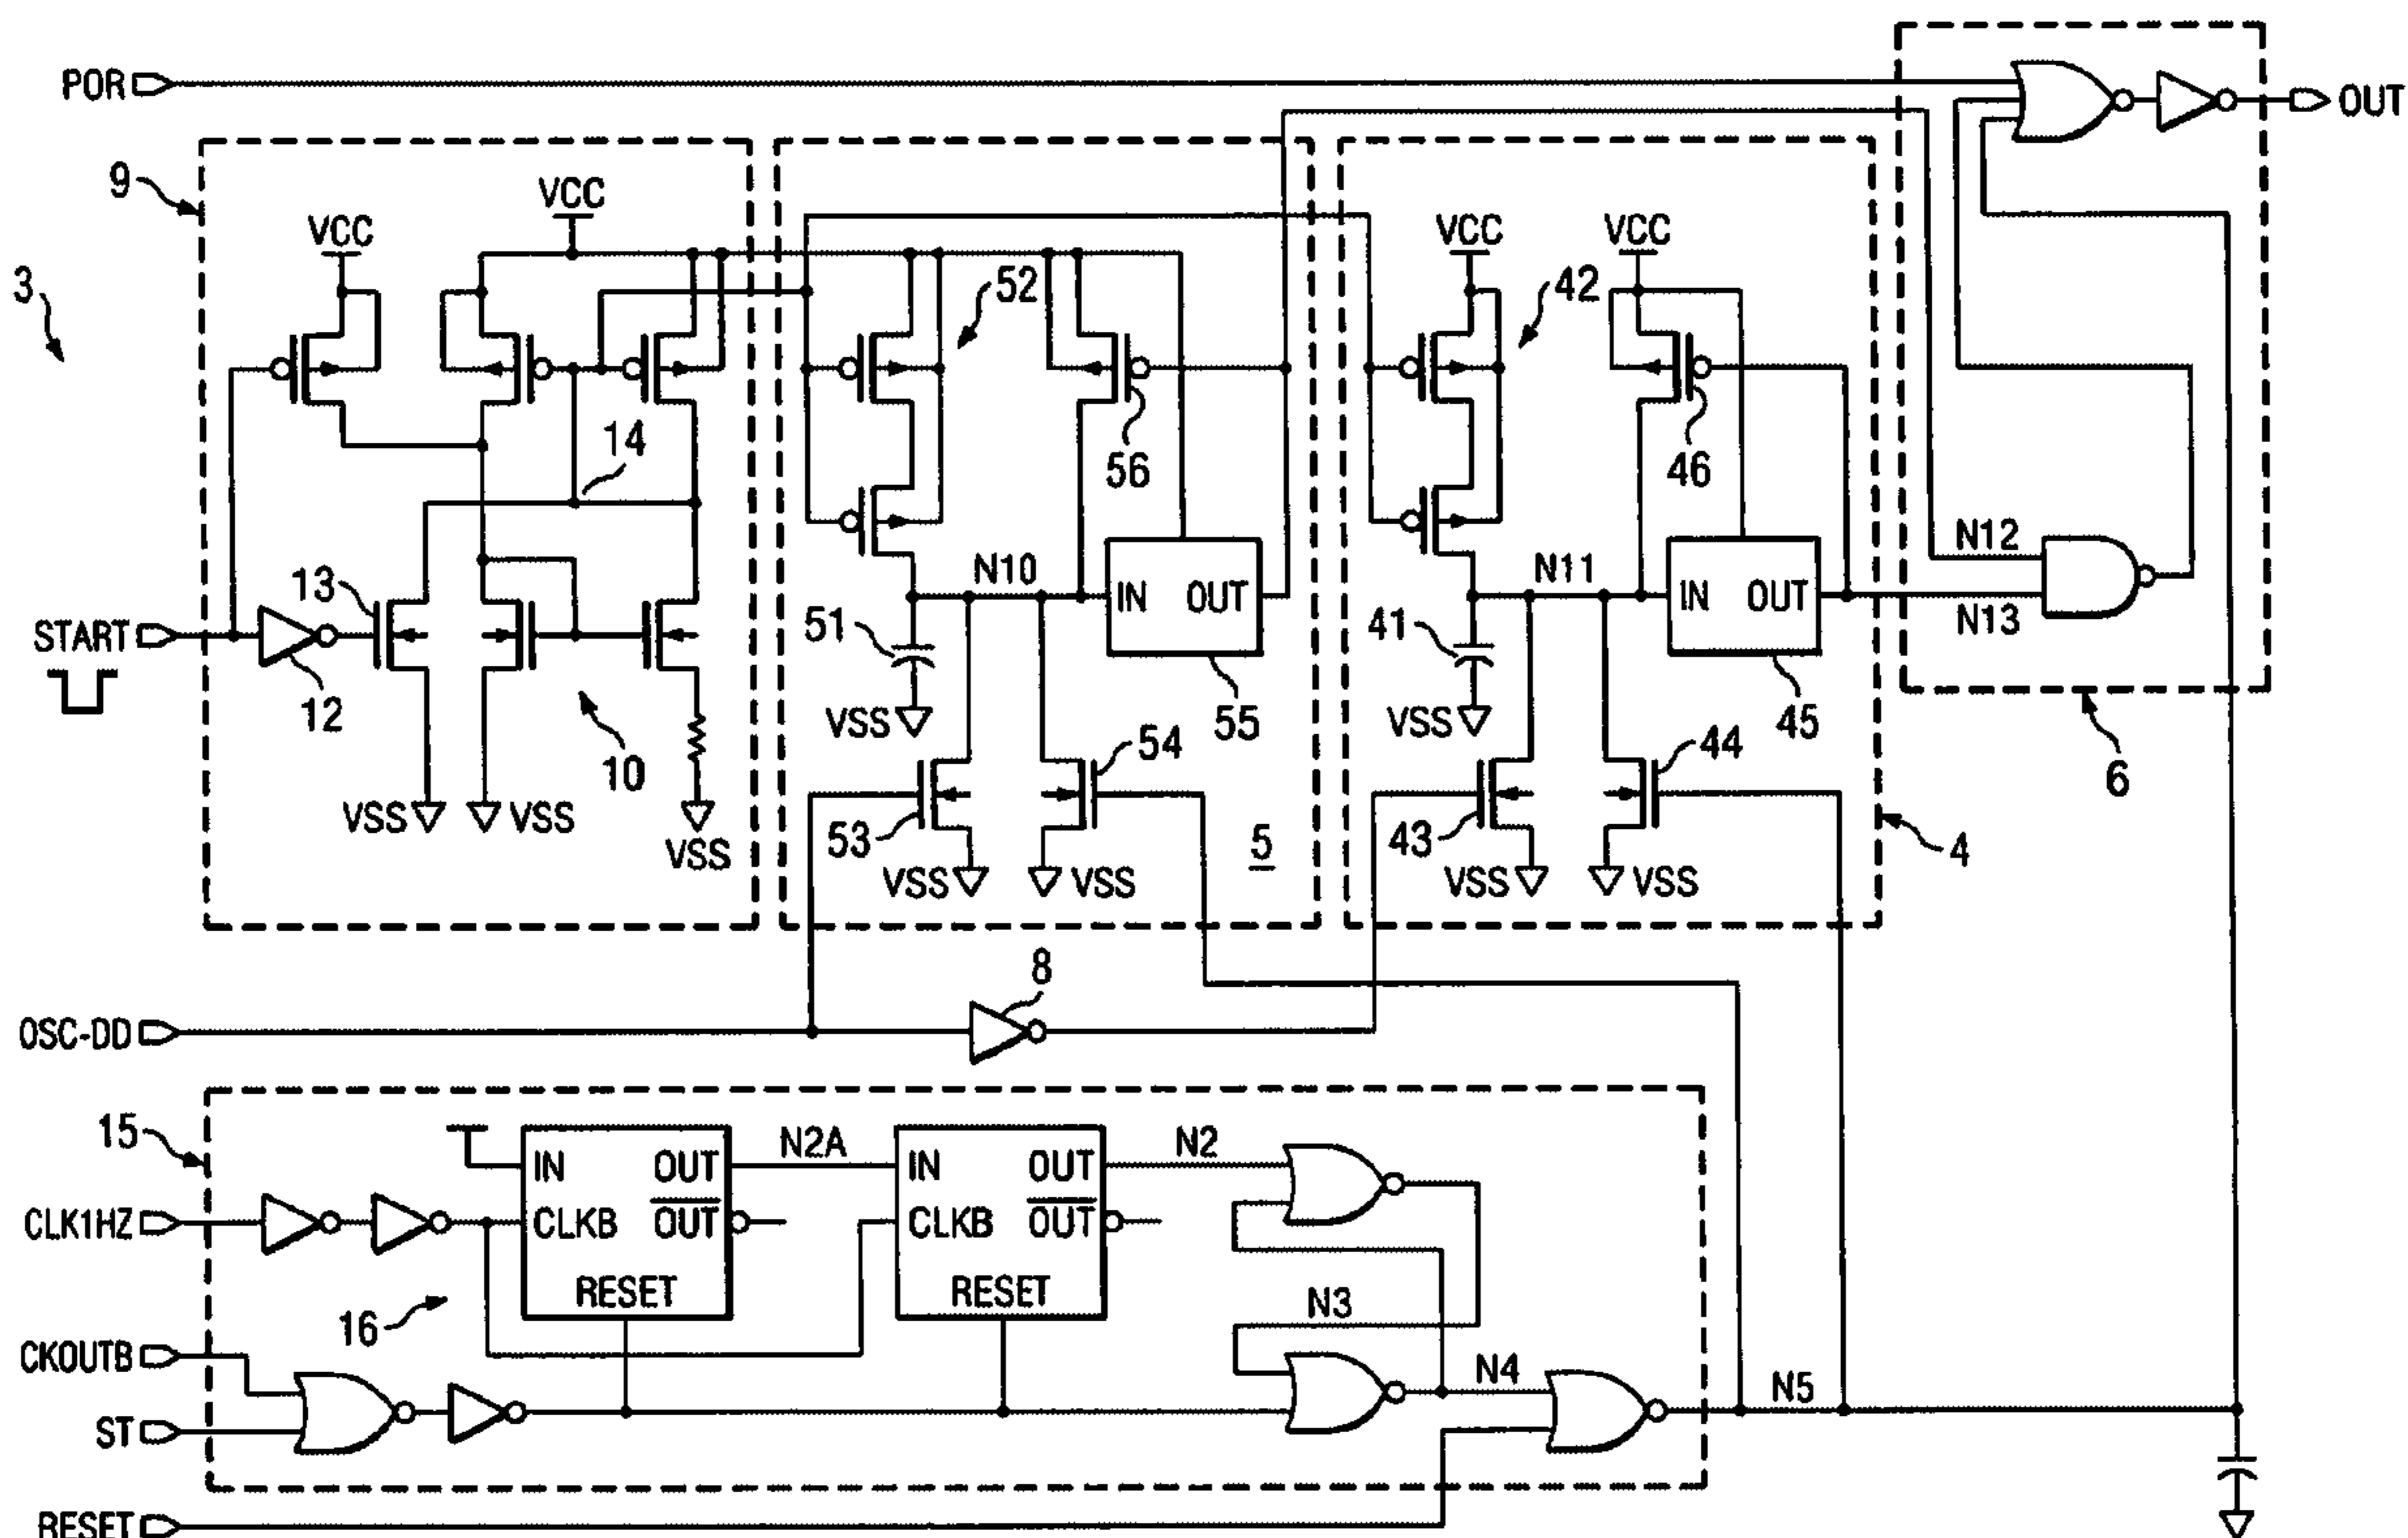 POR
OUT
9
VCC
VCC
VCC
VCC
3
52
42
14
56
46
N12
13
N10
N11
IN OUT
IN OUT
N13
START
51
41
12
VSS
55
VSS
45
10
54
44
6
VSS
VSS
VSS
53
VSS
VSS
5
43
VSS
VSS
4
8
OSC-DD
15
IN OUT
N2A
IN OUT
N2
CLK1HZ
CLKB OUT
CLKB OUT
RESET
RESET
N3
16
CKOUTB
N4
N5
ST
RESET